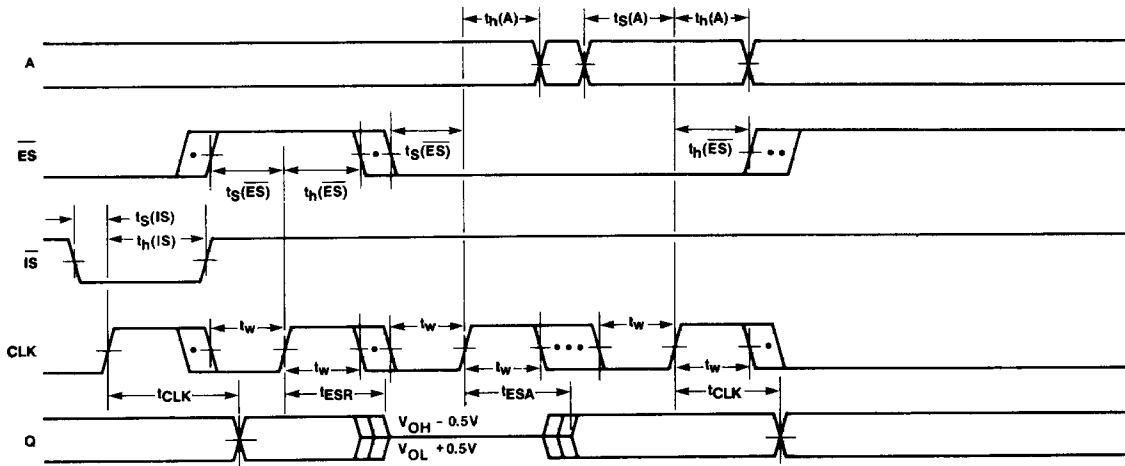 th(A) tS(A) th(A)
A
ES tS(ES) th(ES)
tS(ES) th(ES)
tS(IS)
th(IS)
IS
tW tW tW
CLK
tW tW tW
tCLK tESR tESA tCLK
VOH – 0.5V
Q
VOL + 0.5V